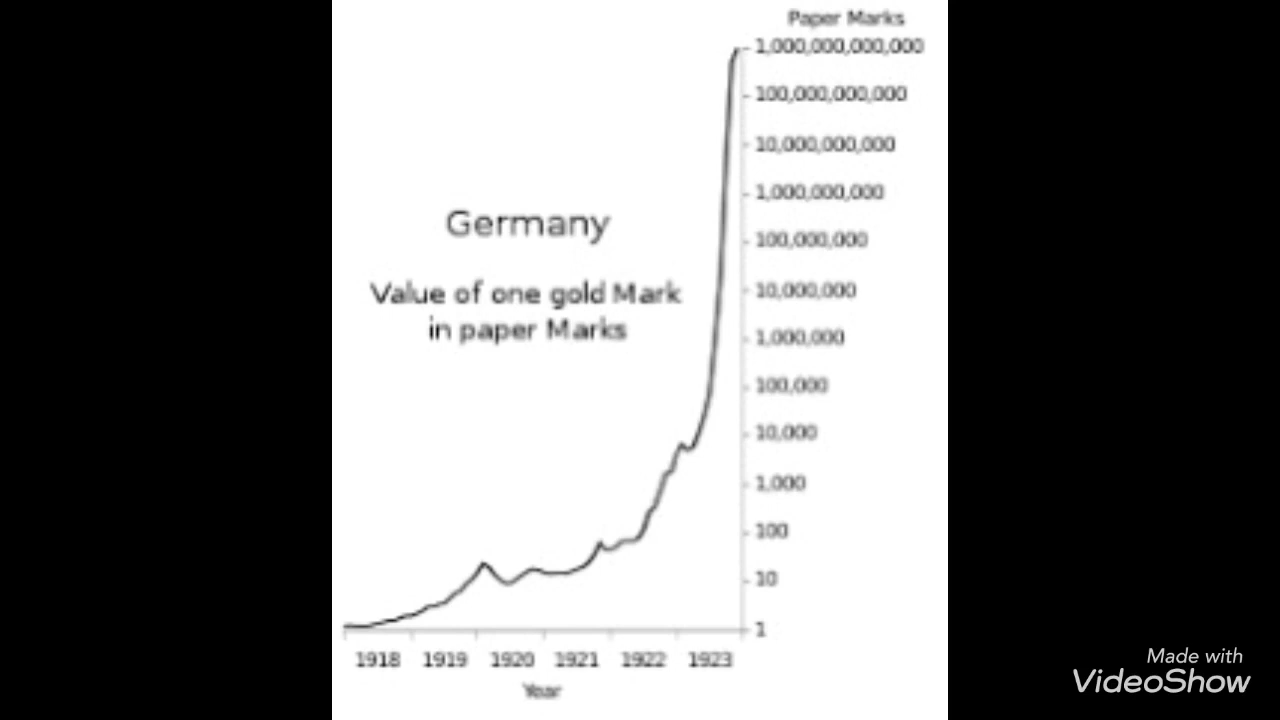 Paper Marks
1,000,000,000,000
100,000,000,000
10,000,000,000
1,000,000,000
100,000,000
10,000,000
1,000,000
100,000
10,000
1,000
100
10
1
Germany
Value of one gold Mark
in paper Marks
1918 1919 1920 1921 1922 1923
Year
Made with
VideoShow